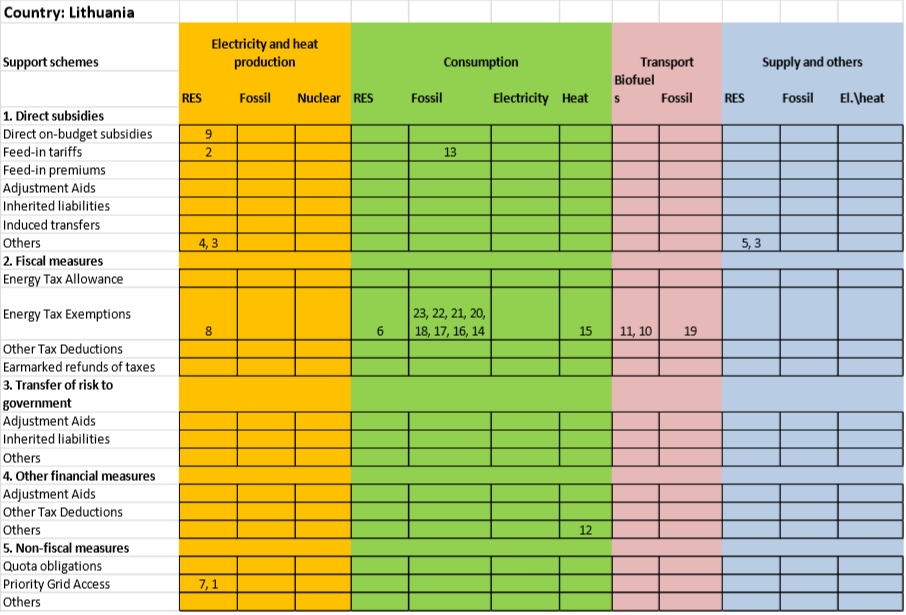 Country: Lithuania
Support schemes
Electricity and heat
production
Consumption
Transport
Supply and others
RES Fossil Nuclear RES Fossil Electricity Heat Biofuel
s Fossil RES Fossil El.\heat
1. Direct subsidies
Direct on-budget subsidies 9
Feed-in tariffs 2 13
Feed-in premiums
Adjustment Aids
Inherited liabilities
Induced transfers
Others 4, 3 5, 3
2. Fiscal measures
Energy Tax Allowance
Energy Tax Exemptions 8 6 23, 22, 21, 20,
18, 17, 16, 14 15 11, 10 19
Other Tax Deductions
Earmarked refunds of taxes
3. Transfer of risk to
government
Adjustment Aids
Inherited liabilities
Others
4. Other financial measures
Adjustment Aids
Other Tax Deductions
Others 12
5. Non-fiscal measures
Quota obligations
Priority Grid Access 7, 1
Others